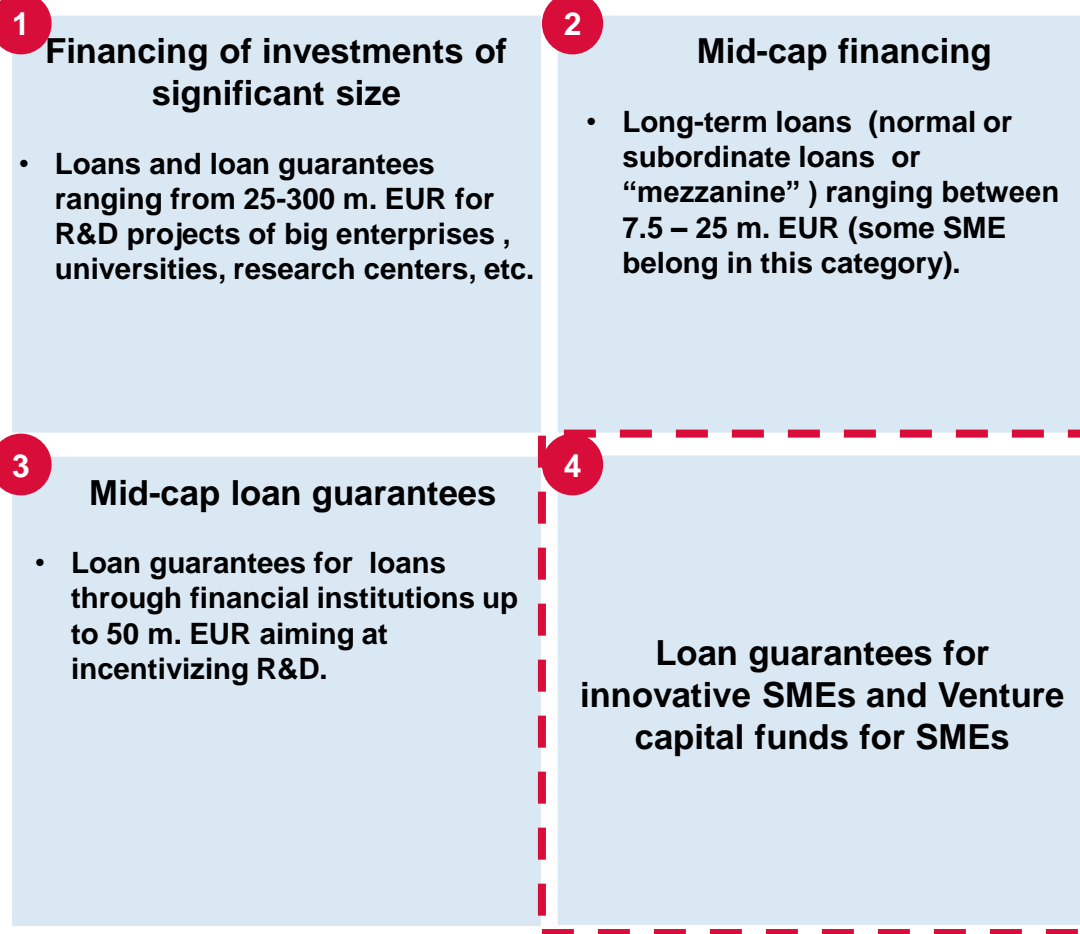 1
Financing of investments of
significant size
• Loans and loan guarantees
ranging from 25-300 m. EUR for
R&D projects of big enterprises ,
universities, research centers, etc.
2
Mid-cap financing
• Long-term loans (normal or
subordinate loans or
“mezzanine” ) ranging between
7.5 – 25 m. EUR (some SME
belong in this category).
3
Mid-cap loan guarantees
• Loan guarantees for loans
through financial institutions up
to 50 m. EUR aiming at
incentivizing R&D.
4
Loan guarantees for
innovative SMEs and Venture
capital funds for SMEs